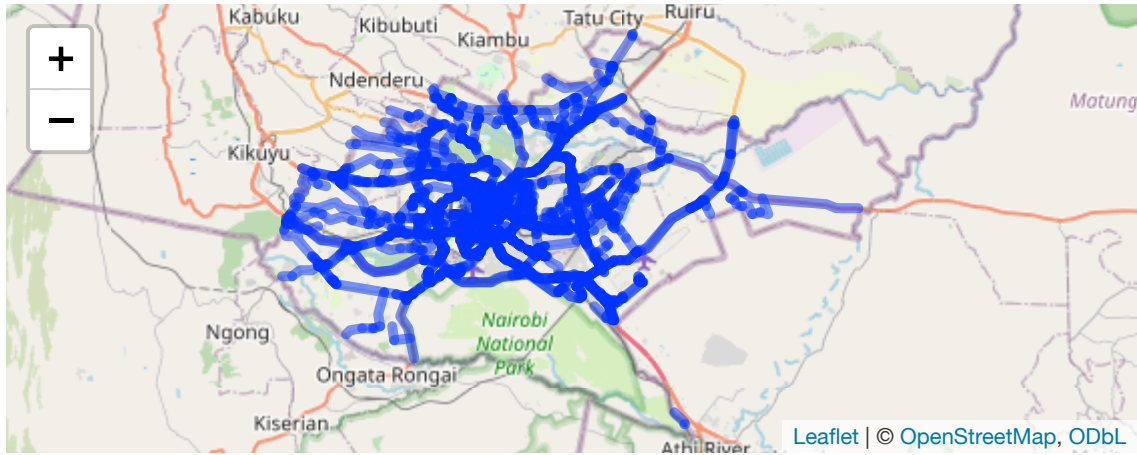 Kabuku
Kibubuti
Tatu City
Ruiru
Kiambu
+
Ndenderu
−
Matung
Kikuyu
Nairobi
National
Park
Ngong
Ongata Rongai
Kiserian
Athi River
Leaflet | © OpenStreetMap, ODbL